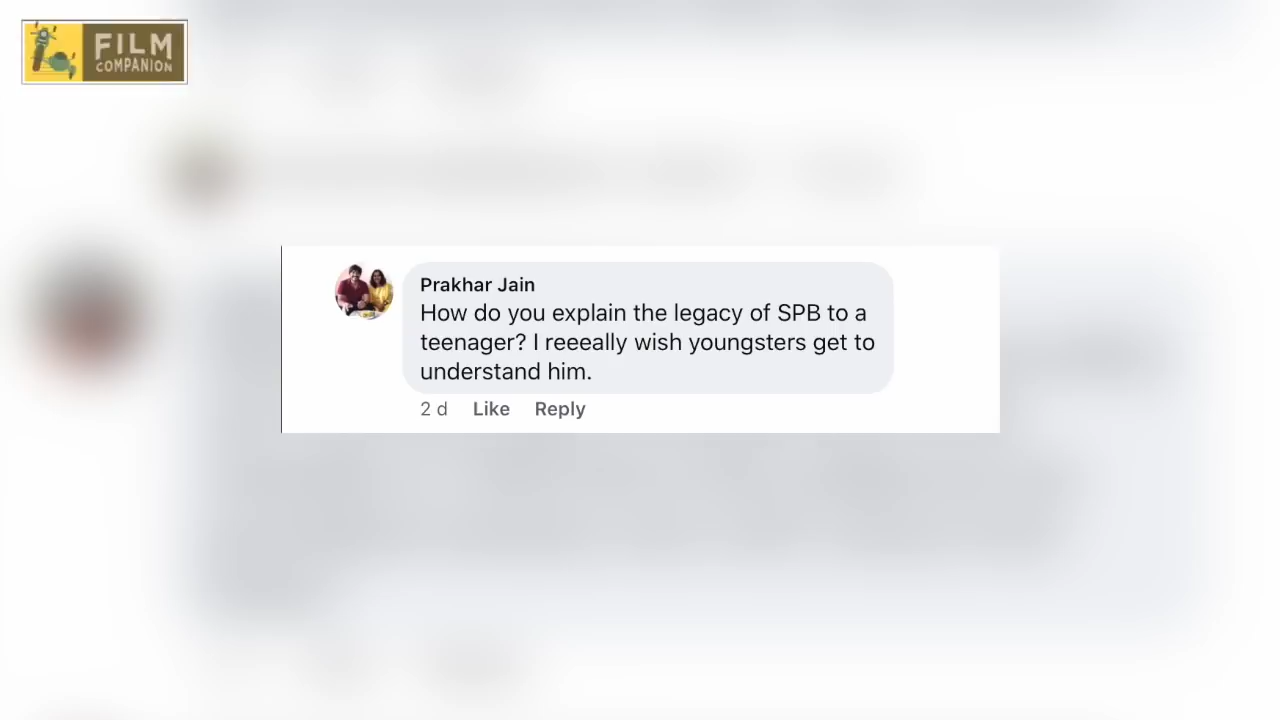 FILM
COMPANION
Prakhar Jain
How do you explain the legacy of SPB to a
teenager? I reeeally wish youngsters get to
understand him.
2 d Like Reply